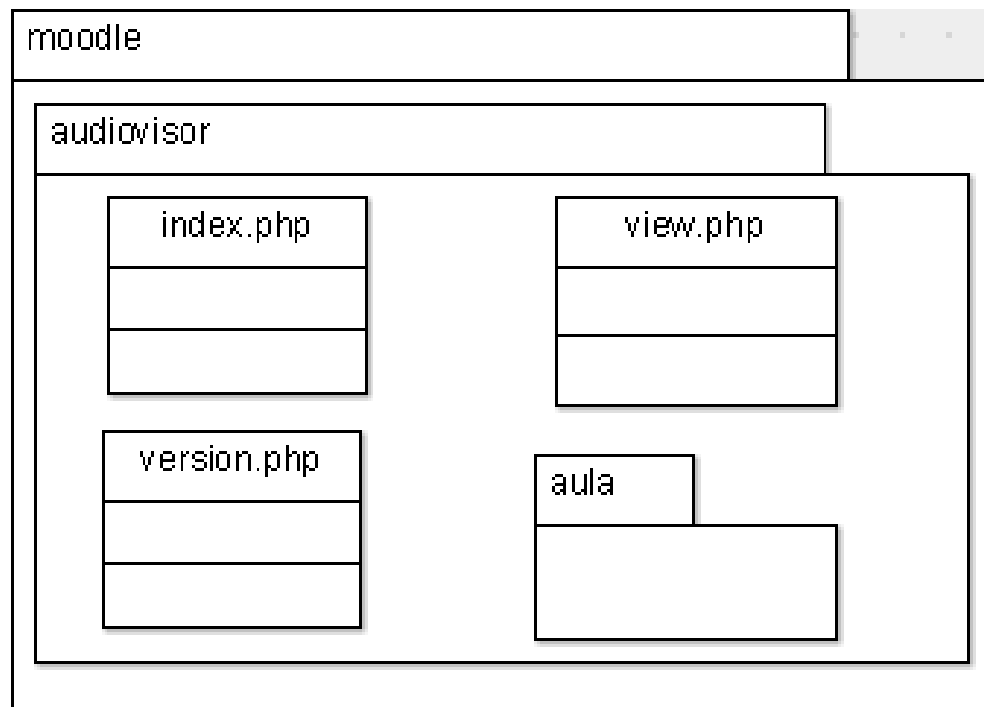 moodle
audiovisor
index.php
view.php
version.php
aula